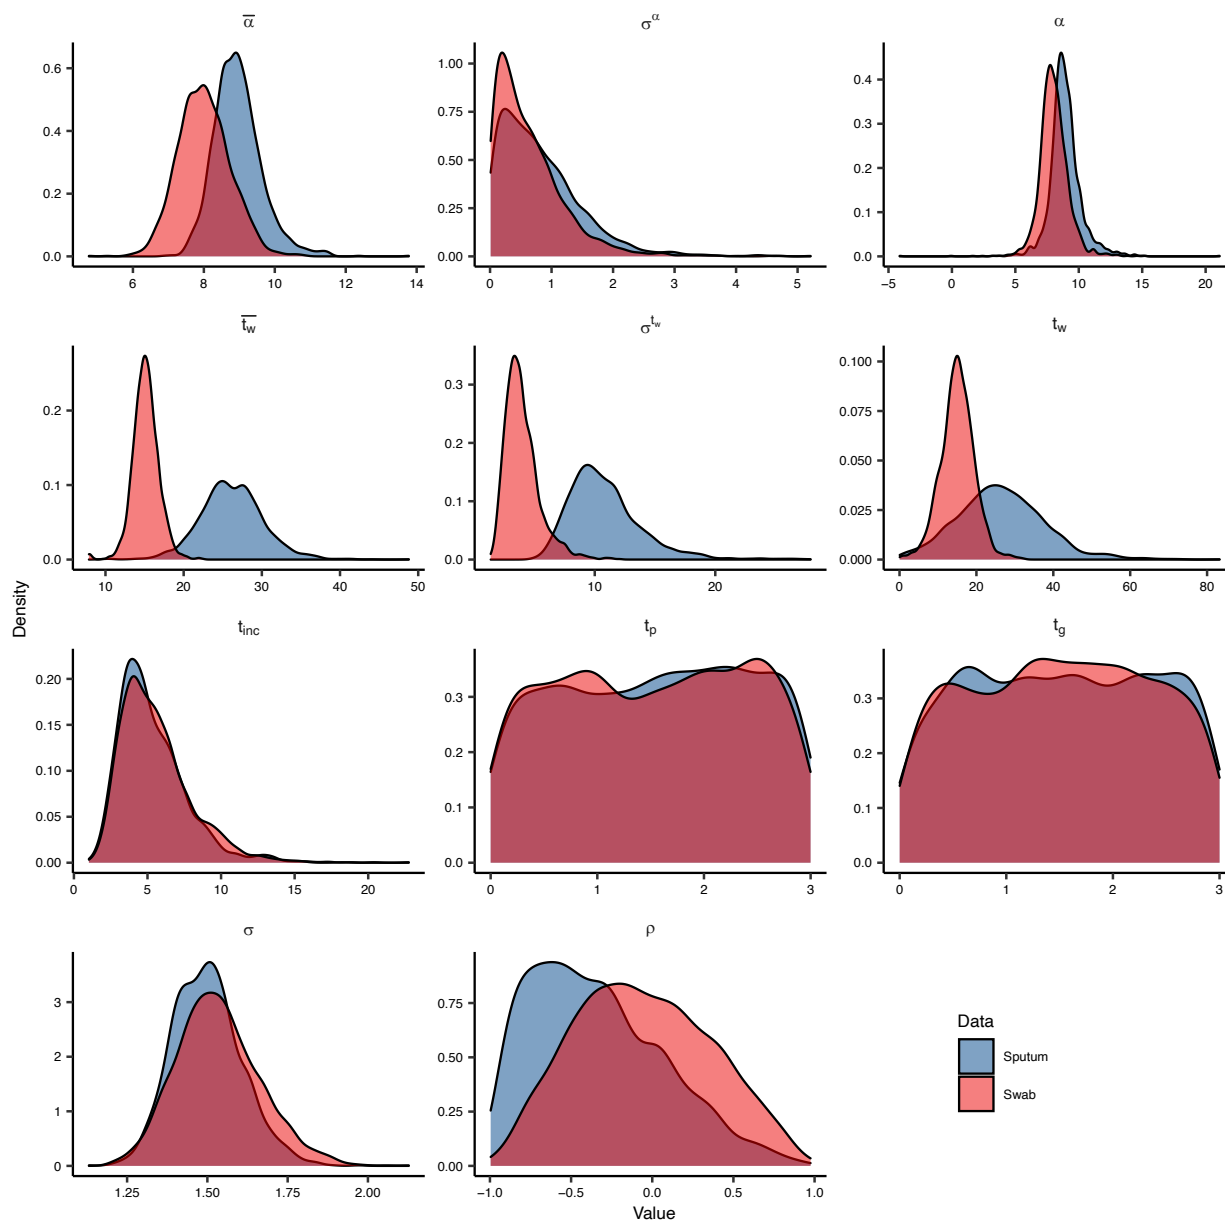 α̅ σ^α α
0.0 0.2 0.4 0.6
6 8 10 12 14
0.00 0.25 0.50 0.75 1.00
0 1 2 3 4 5
0.0 0.1 0.2 0.3 0.4
−5 0 5 10 15 20
t̅_w̅ σ^t_w t_w
0.0 0.1 0.2
10 20 30 40 50
0.0 0.1 0.2 0.3
10 20
0.000 0.025 0.050 0.075 0.100
0 20 40 60 80
Density
t_inc t_p t_g
0.00 0.05 0.10 0.15 0.20
0 5 10 15 20
0.0 0.1 0.2 0.3
0 1 2 3
0.0 0.1 0.2 0.3
0 1 2 3
σ ρ
0 1 2 3
1.25 1.50 1.75 2.00
0.00 0.25 0.50 0.75
−1.0 −0.5 0.0 0.5 1.0
Value
Data
Sputum
Swab